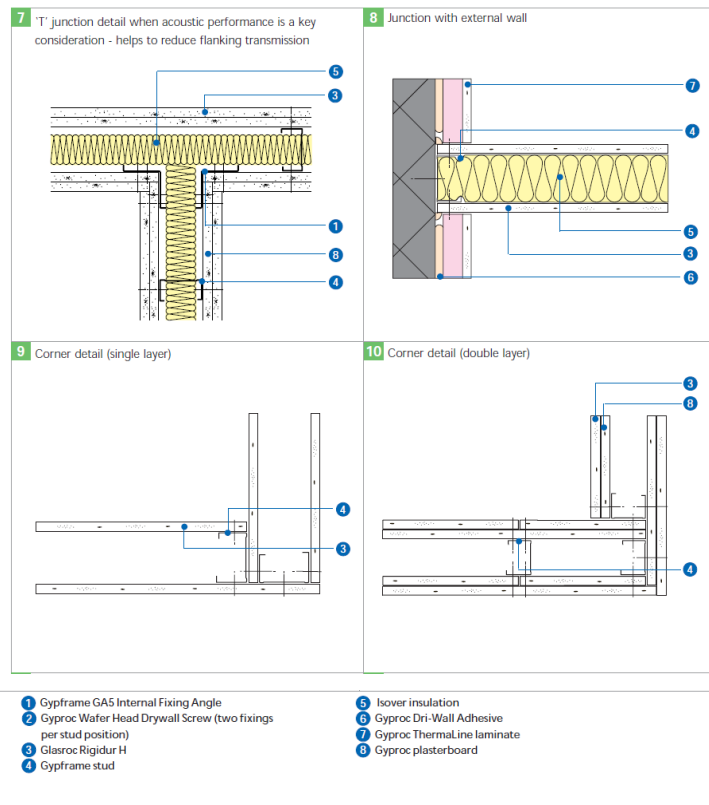 7 'T' junction detail when acoustic performance is a key
consideration - helps to reduce flanking transmission
5
3
1
8
4
8 Junction with external wall
7
4
5
3
6
9 Corner detail (single layer)
4
3
10 Corner detail (double layer)
3
8
4
1 Gypframe GA5 Internal Fixing Angle
2 Gyproc Wafer Head Drywall Screw (two fixings
per stud position)
3 Glasroc Rigidur H
4 Gypframe stud
5 Isover insulation
6 Gyproc Dri-Wall Adhesive
7 Gyproc ThermaLine laminate
8 Gyproc plasterboard